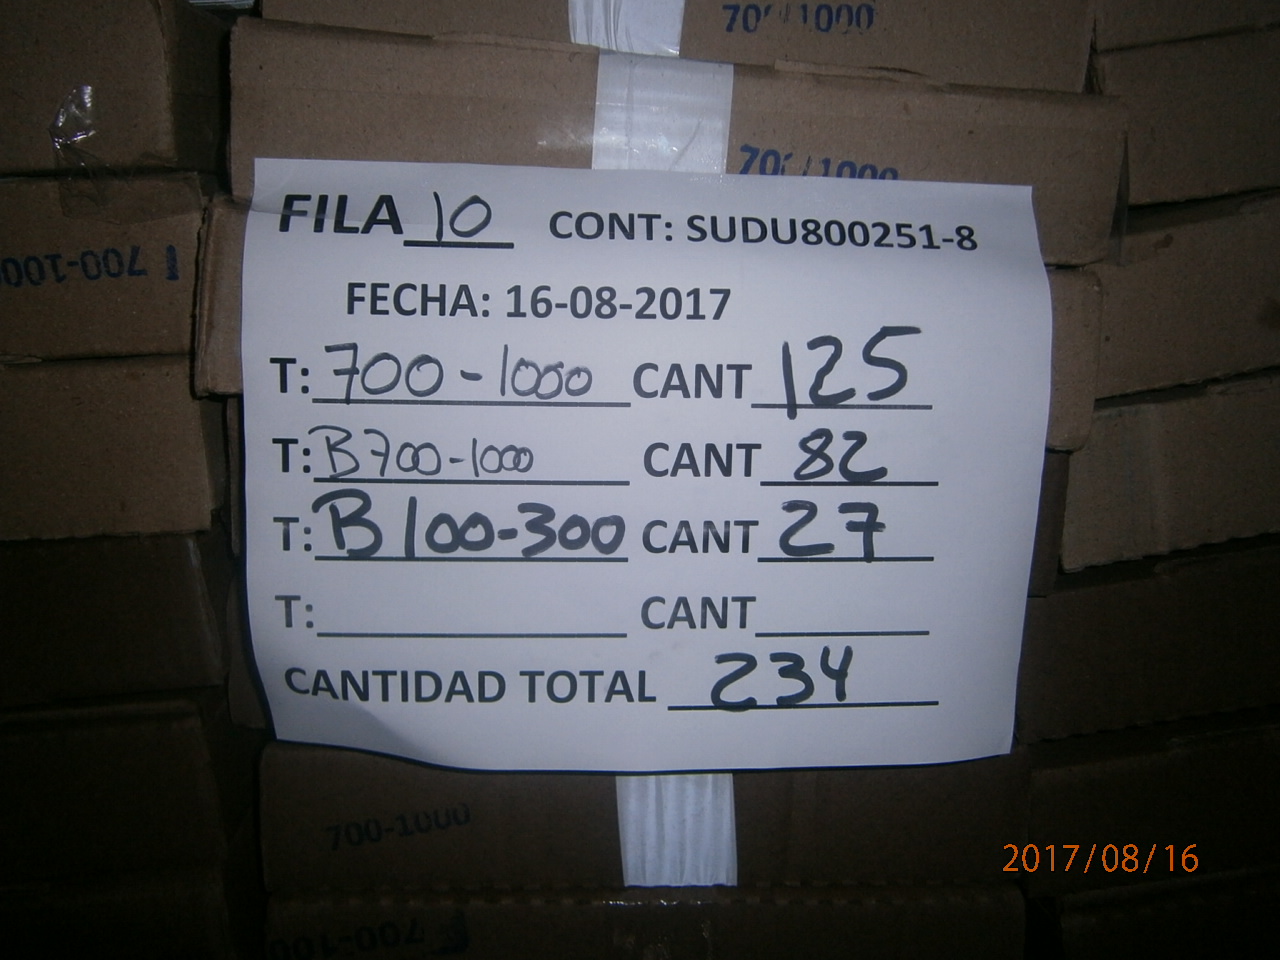 700/1000
700/1000
700-1000
FILA 10 CONT: SUDU800251-8
FECHA: 16-08-2017
T: 700-1000 CANT 125
T: B700-1000 CANT 82
T: B100-300 CANT 27
T: CANT
CANTIDAD TOTAL 234
700-1000
2017/08/16